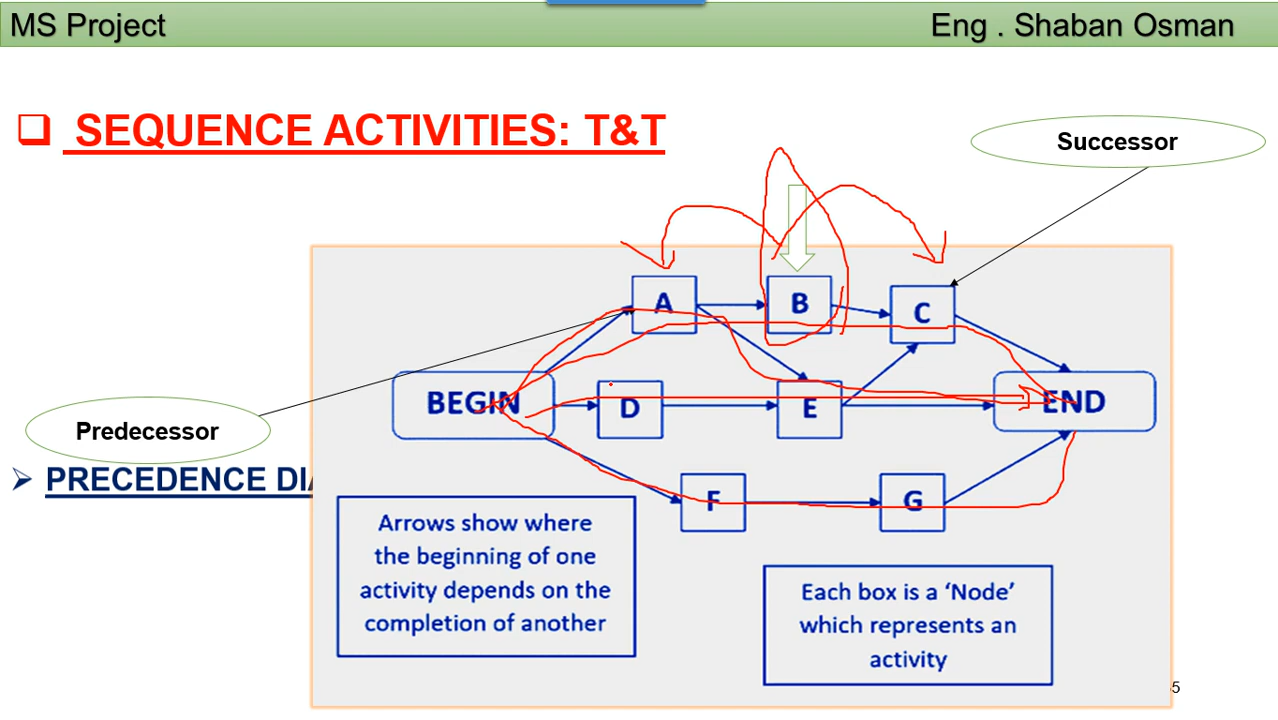 MS Project
Eng . Shaban Osman
SEQUENCE ACTIVITIES: T&T
Successor
A
B
C
BEGIN
D
E
END
Predecessor
PRECEDENCE
F
G
Arrows show where
the beginning of one
activity depends on the
completion of another
Each box is a ‘Node’
which represents an
activity
5